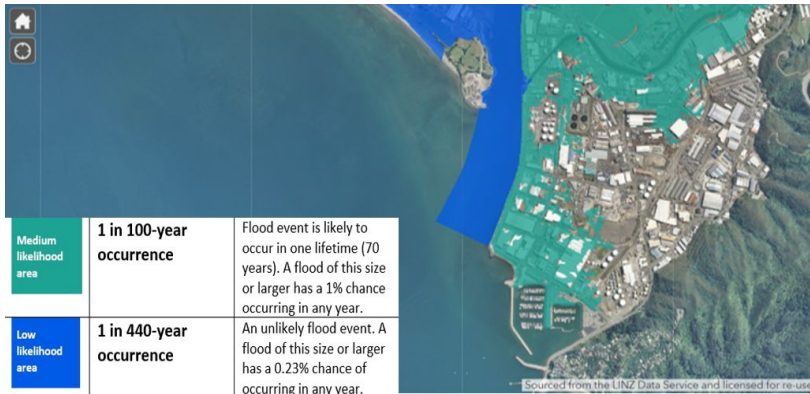 Medium
likelihood
area
1 in 100-year
occurrence
Flood event is likely to
occur in one lifetime (70
years). A flood of this size
or larger has a 1% chance
occurring in any year.
Low
likelihood
area
1 in 440-year
occurrence
An unlikely flood event. A
flood of this size or larger
has a 0.23% chance of
occurring in any year.
Sourced from the LINZ Data Service and licensed for re-use